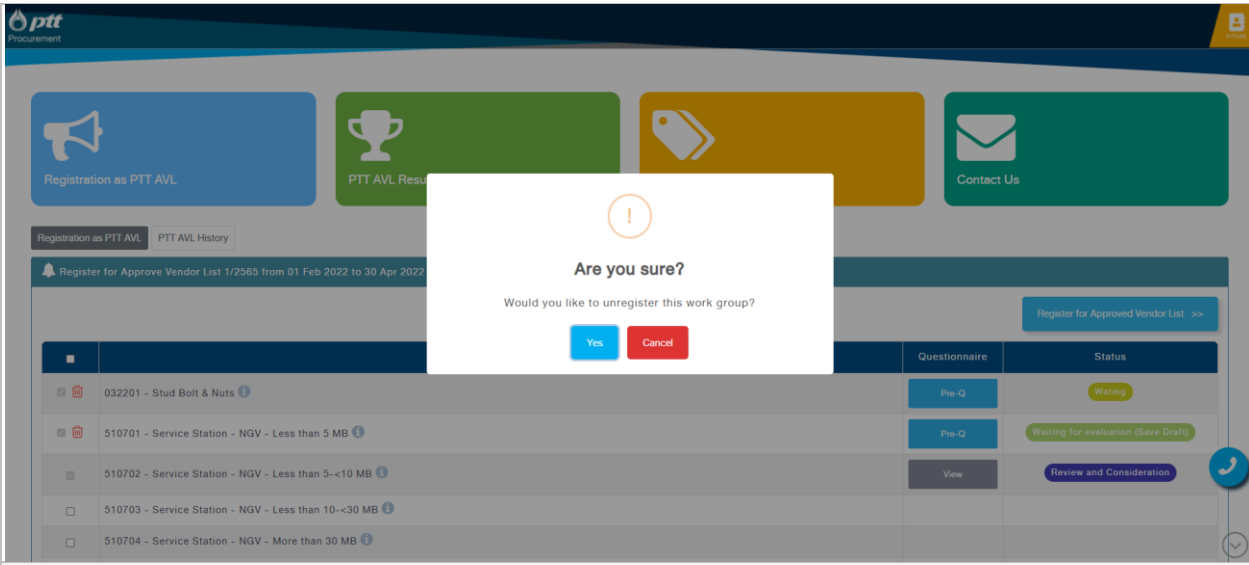 ptt
Procurement
Registration as PTT AVL
PTT AVL Resu
Contact Us
!
Are you sure?
Would you like to unregister this work group?
Yes
Cancel
Registration as PTT AVL
PTT AVL History
Register for Approve Vendor List 1/2565 from 01 Feb 2022 to 30 Apr 2022
Register for Approved Vendor List >>
Questionnaire
Status
032201 - Stud Bolt & Nuts
Pre-Q
Wating
510701 - Service Station - NGV - Less than 5 MB
Pre-Q
Waiting for evaluation (Save Draft)
510702 - Service Station - NGV - Less than 5-<10 MB
View
Review and Consideration
510703 - Service Station - NGV - Less than 10-<30 MB
510704 - Service Station - NGV - More than 30 MB